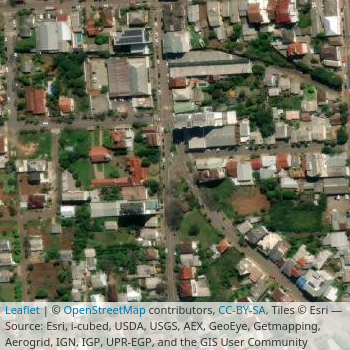 Leaflet | © OpenStreetMap contributors, CC-BY-SA, Tiles © Esri —
Source: Esri, i-cubed, USDA, USGS, AEX, GeoEye, Getmapping,
Aerogrid, IGN, IGP, UPR-EGP, and the GIS User Community